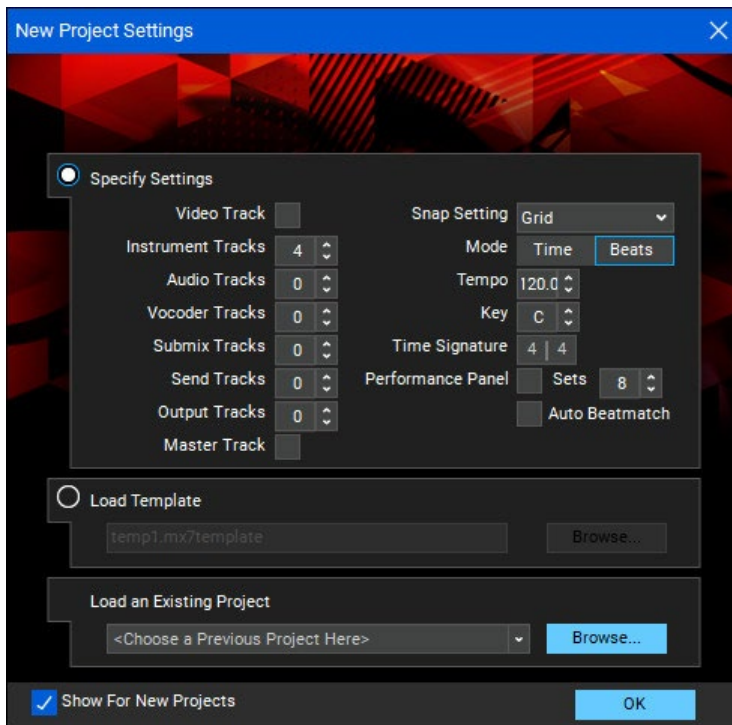 New Project Settings
Specify Settings
Video Track
Instrument Tracks 4
Audio Tracks 0
Vocoder Tracks 0
Submix Tracks 0
Send Tracks 0
Output Tracks 0
Master Track
Snap Setting Grid
Mode Time Beats
Tempo 120.0
Key C
Time Signature 4 | 4
Performance Panel Sets 8
Auto Beatmatch
Load Template
temp1.mx7template Browse...
Load an Existing Project
<Choose a Previous Project Here> Browse...
Show For New Projects OK